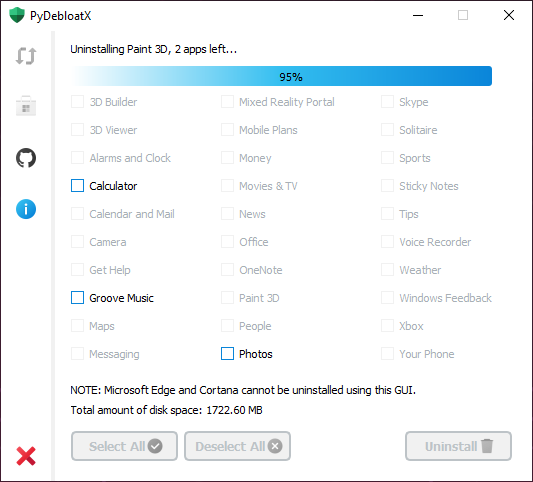 PyDebloatX
Uninstalling Paint 3D, 2 apps left...
95%
3D Builder Mixed Reality Portal Skype
3D Viewer Mobile Plans Solitaire
Alarms and Clock Money Sports
Calculator Movies & TV Sticky Notes
Calendar and Mail News Tips
Camera Office Voice Recorder
Get Help OneNote Weather
Groove Music Paint 3D Windows Feedback
Maps People Xbox
Messaging Photos Your Phone
NOTE: Microsoft Edge and Cortana cannot be uninstalled using this GUI.
Total amount of disk space: 1722.60 MB
Select All Deselect All Uninstall